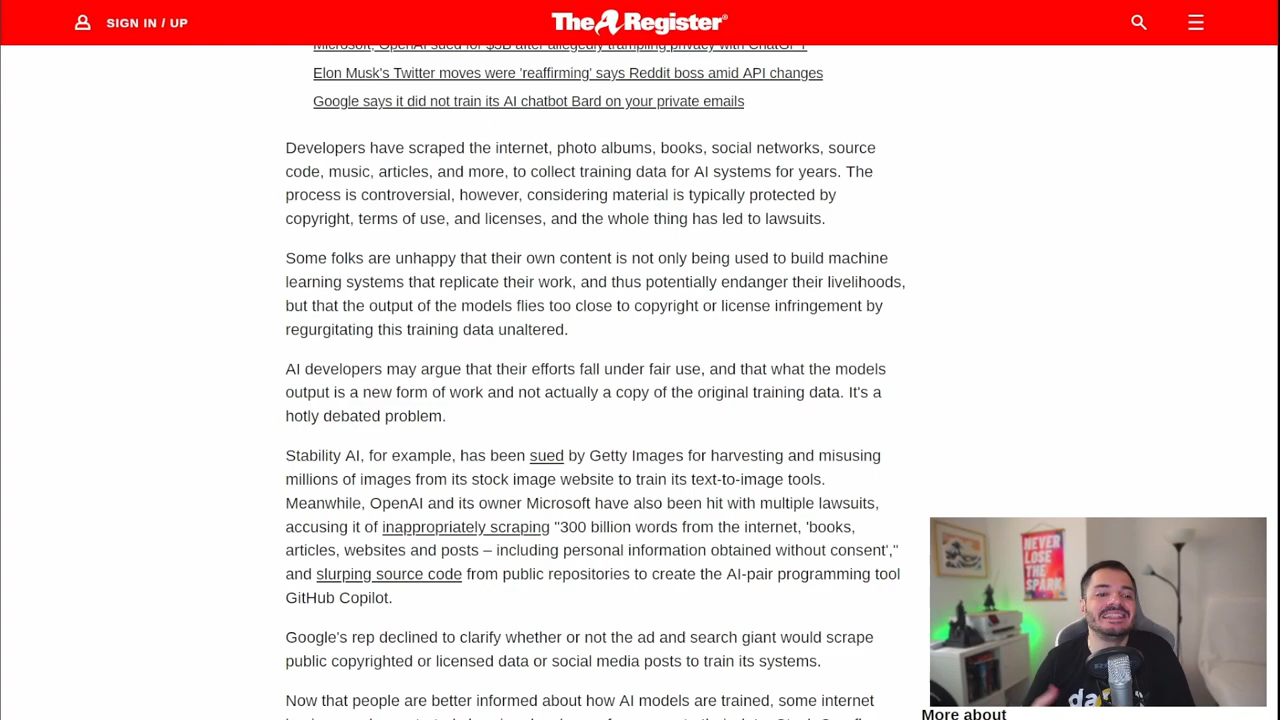 SIGN IN / UP
The Register®
Microsoft, OpenAI sued for $3B after allegedly trampling privacy with ChatGPT
Elon Musk's Twitter moves were 'reaffirming' says Reddit boss amid API changes
Google says it did not train its AI chatbot Bard on your private emails
Developers have scraped the internet, photo albums, books, social networks, source
code, music, articles, and more, to collect training data for AI systems for years. The
process is controversial, however, considering material is typically protected by
copyright, terms of use, and licenses, and the whole thing has led to lawsuits.
Some folks are unhappy that their own content is not only being used to build machine
learning systems that replicate their work, and thus potentially endanger their livelihoods,
but that the output of the models flies too close to copyright or license infringement by
regurgitating this training data unaltered.
AI developers may argue that their efforts fall under fair use, and that what the models
output is a new form of work and not actually a copy of the original training data. It's a
hotly debated problem.
Stability AI, for example, has been sued by Getty Images for harvesting and misusing
millions of images from its stock image website to train its text-to-image tools.
Meanwhile, OpenAI and its owner Microsoft have also been hit with multiple lawsuits,
accusing it of inappropriately scraping "300 billion words from the internet, 'books,
articles, websites and posts – including personal information obtained without consent',"
and slurping source code from public repositories to create the AI-pair programming tool
GitHub Copilot.
Google's rep declined to clarify whether or not the ad and search giant would scrape
public copyrighted or licensed data or social media posts to train its systems.
Now that people are better informed about how AI models are trained, some internet
NEVER
LOSE
THE
SPARK
da
More about